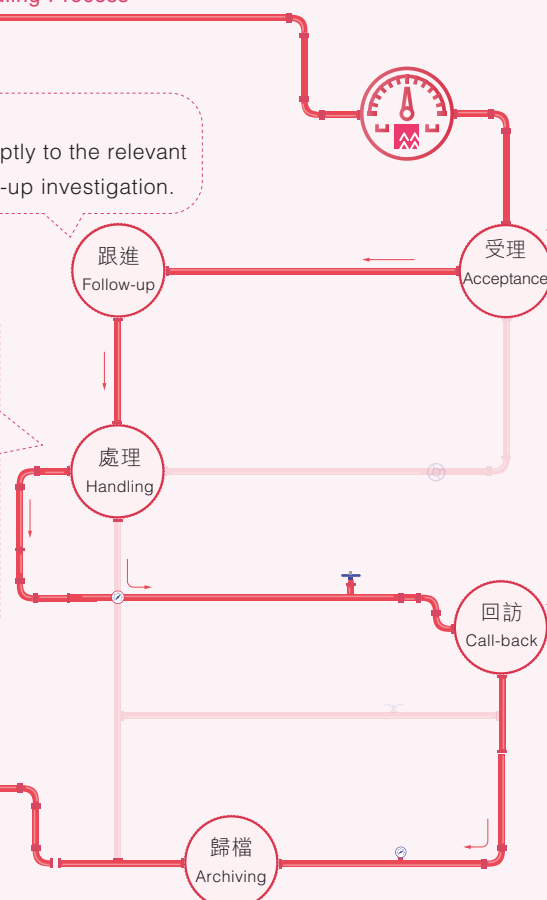 Process
ptly to the relevant
-up investigation.
跟進
Follow-up
受理
Acceptance
處理
Handling
回訪
Call-back
歸檔
Archiving